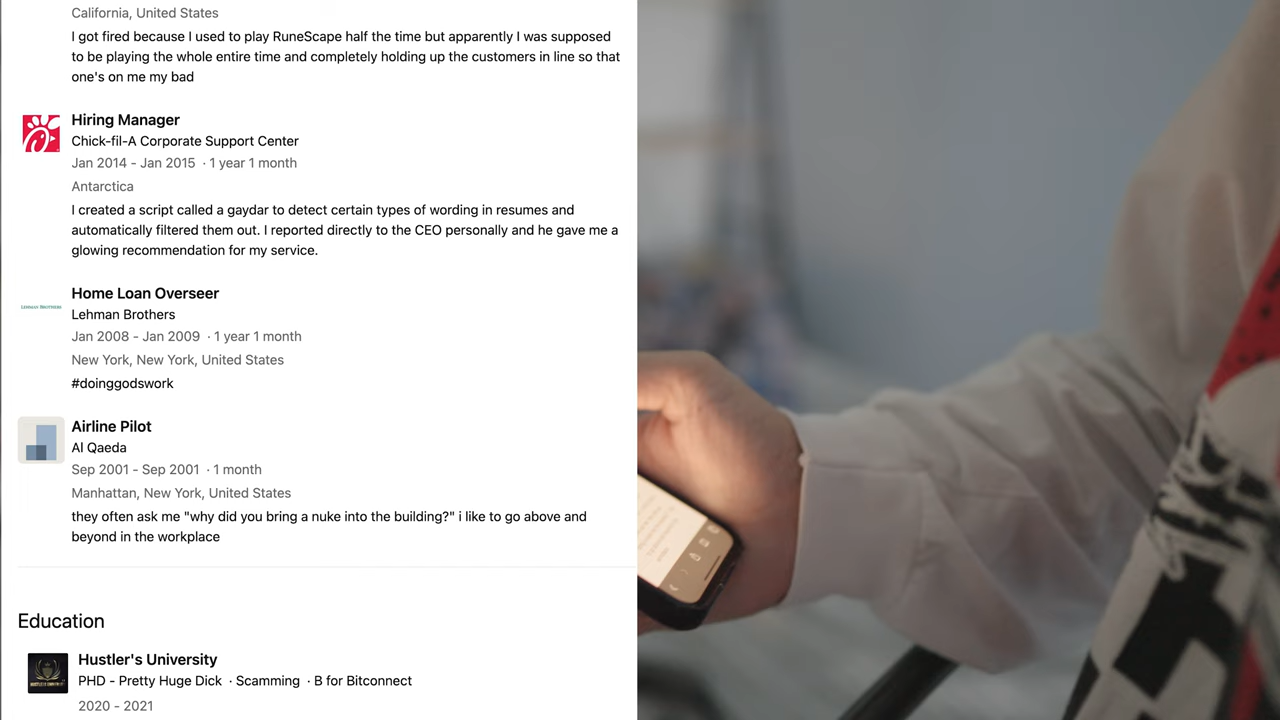 California, United States
I got fired because I used to play RuneScape half the time but apparently I was supposed
to be playing the whole entire time and completely holding up the customers in line so that
one's on me my bad
Hiring Manager
Chick-fil-A Corporate Support Center
Jan 2014 - Jan 2015 · 1 year 1 month
Antarctica
I created a script called a gaydar to detect certain types of wording in resumes and
automatically filtered them out. I reported directly to the CEO personally and he gave me a
glowing recommendation for my service.
LEHMAN BROTHERS
Home Loan Overseer
Lehman Brothers
Jan 2008 - Jan 2009 · 1 year 1 month
New York, New York, United States
#doinggodswork
Airline Pilot
Al Qaeda
Sep 2001 - Sep 2001 · 1 month
Manhattan, New York, United States
they often ask me "why did you bring a nuke into the building?" i like to go above and
beyond in the workplace
Education
Hustler's University
PHD - Pretty Huge Dick · Scamming · B for Bitconnect
2020 - 2021